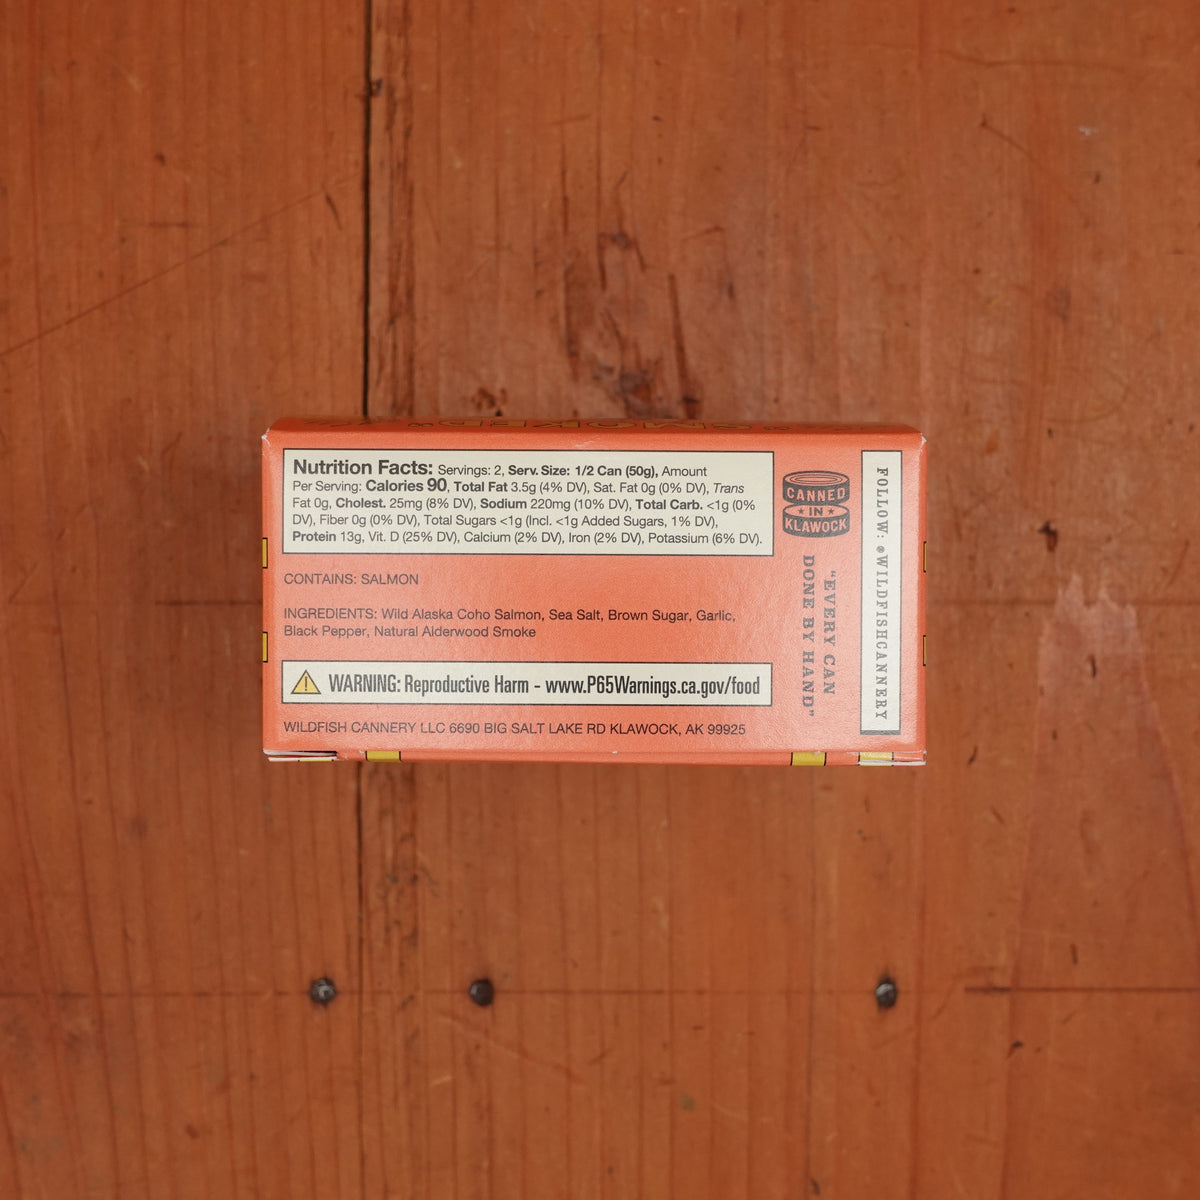 SMOKED
Nutrition Facts: Servings: 2, Serv. Size: 1/2 Can (50g), Amount
Per Serving: Calories 90, Total Fat 3.5g (4% DV), Sat. Fat 0g (0% DV), Trans
Fat 0g, Cholest. 25mg (8% DV), Sodium 220mg (10% DV), Total Carb. <1g (0%
DV), Fiber 0g (0% DV), Total Sugars <1g (Incl. <1g Added Sugars, 1% DV),
Protein 13g, Vit. D (25% DV), Calcium (2% DV), Iron (2% DV), Potassium (6% DV).
CONTAINS: SALMON
INGREDIENTS: Wild Alaska Coho Salmon, Sea Salt, Brown Sugar, Garlic,
Black Pepper, Natural Alderwood Smoke
WARNING: Reproductive Harm - www.P65Warnings.ca.gov/food
WILDFISH CANNERY LLC 6690 BIG SALT LAKE RD KLAWOCK, AK 99925
CANNED
IN
KLAWOCK
"EVERY CAN
DONE BY HAND"
FOLLOW: @WILDFISHCANNERY